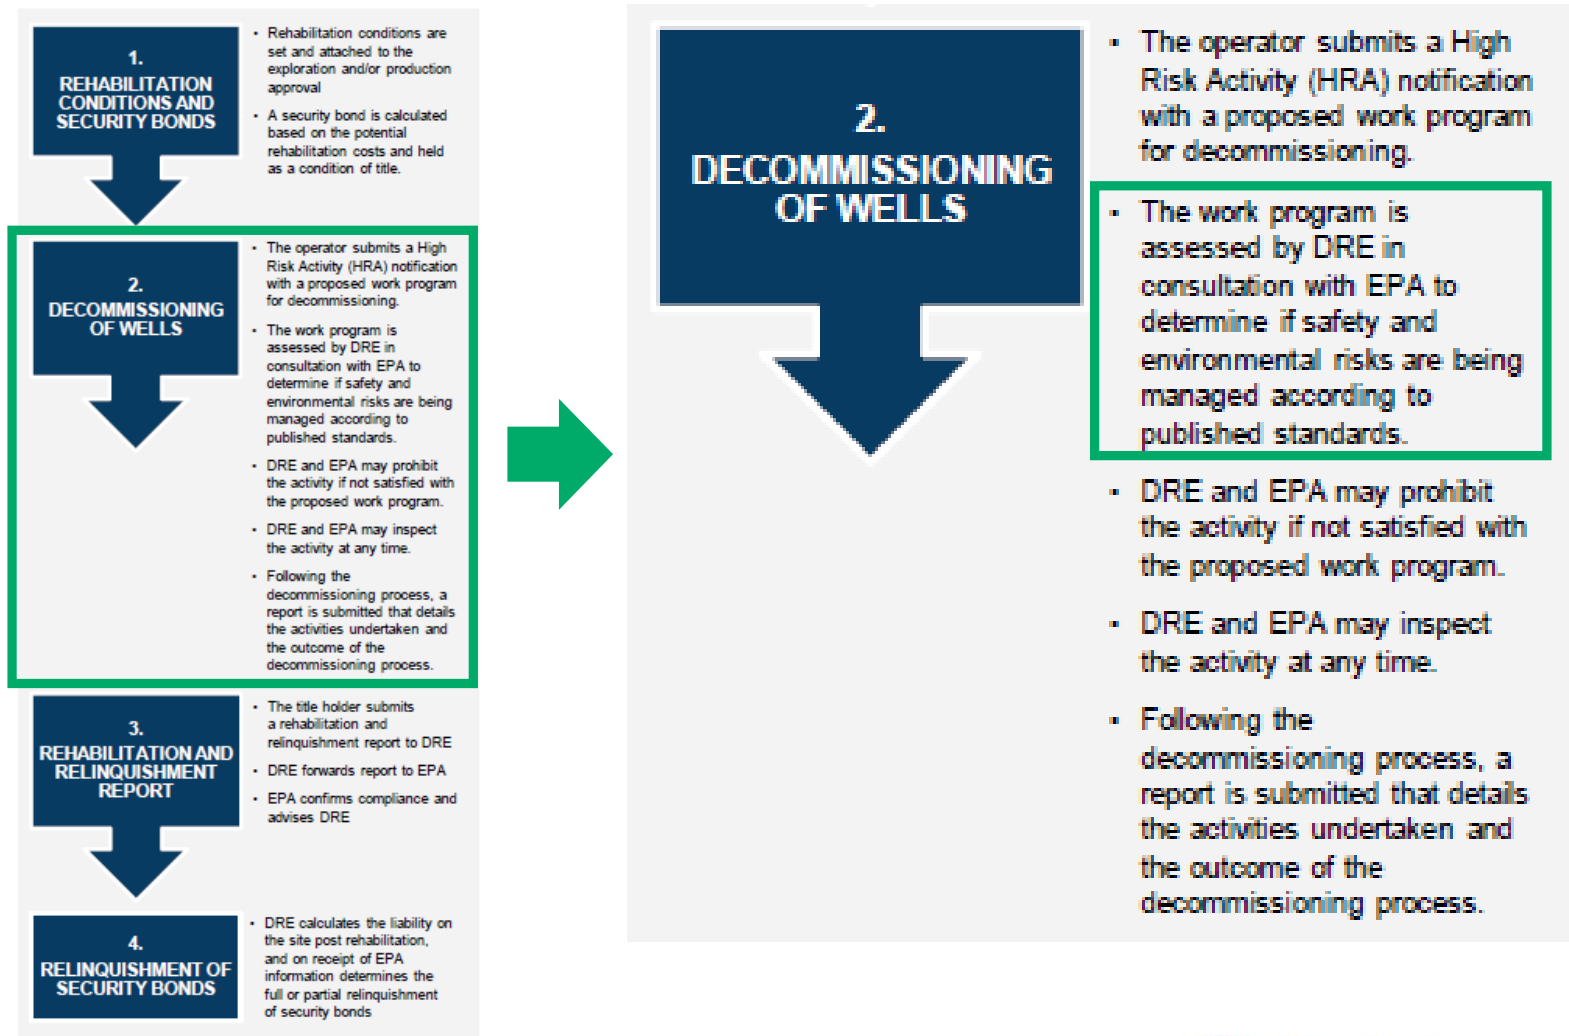 1.
REHABILITATION
CONDITIONS AND
SECURITY BONDS
• Rehabilitation conditions are
set and attached to the
exploration and/or production
approval
• A security bond is calculated
based on the potential
rehabilitation costs and held
as a condition of title.
2.
DECOMMISSIONING
OF WELLS
• The operator submits a High
Risk Activity (HRA) notification
with a proposed work program
for decommissioning.
• The work program is
assessed by DRE in
consultation with EPA to
determine if safety and
environmental risks are being
managed according to
published standards.
• DRE and EPA may prohibit
the activity if not satisfied with
the proposed work program.
• DRE and EPA may inspect
the activity at any time.
• Following the
decommissioning process, a
report is submitted that details
the activities undertaken and
the outcome of the
decommissioning process.
3.
REHABILITATION AND
RELINQUISHMENT
REPORT
• The title holder submits
a rehabilitation and
relinquishment report to DRE
• DRE forwards report to EPA
• EPA confirms compliance and
advises DRE
4.
RELINQUISHMENT OF
SECURITY BONDS
• DRE calculates the liability on
the site post rehabilitation,
and on receipt of EPA
information determines the
full or partial relinquishment
of security bonds
2.
DECOMMISSIONING
OF WELLS
• The operator submits a High
Risk Activity (HRA) notification
with a proposed work program
for decommissioning.
• The work program is
assessed by DRE in
consultation with EPA to
determine if safety and
environmental risks are being
managed according to
published standards.
• DRE and EPA may prohibit
the activity if not satisfied with
the proposed work program.
• DRE and EPA may inspect
the activity at any time.
• Following the
decommissioning process, a
report is submitted that details
the activities undertaken and
the outcome of the
decommissioning process.